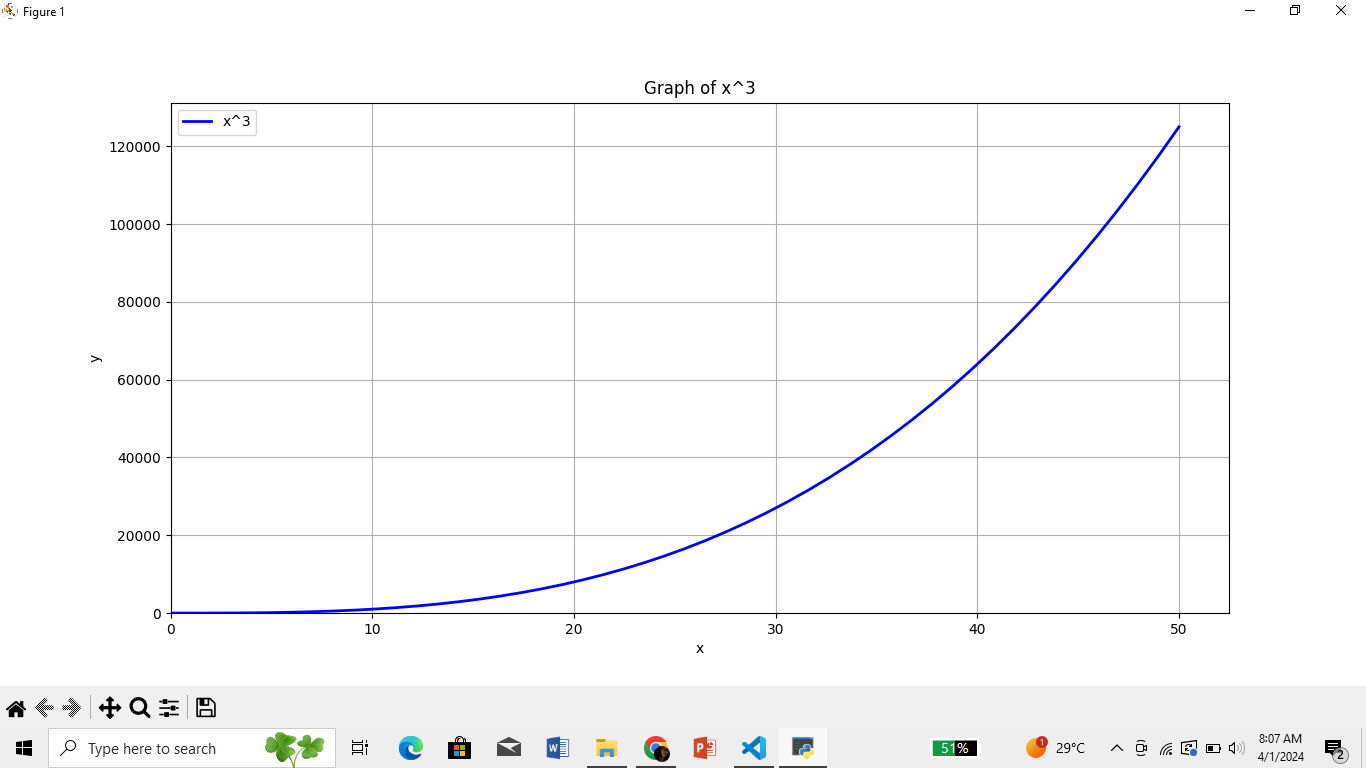 Figure 1
Graph of x^3
x^3
120000
100000
80000
60000
40000
20000
0
y
0 10 20 30 40 50
x
Type here to search
51%
1
29°C
8:07 AM
4/1/2024
2